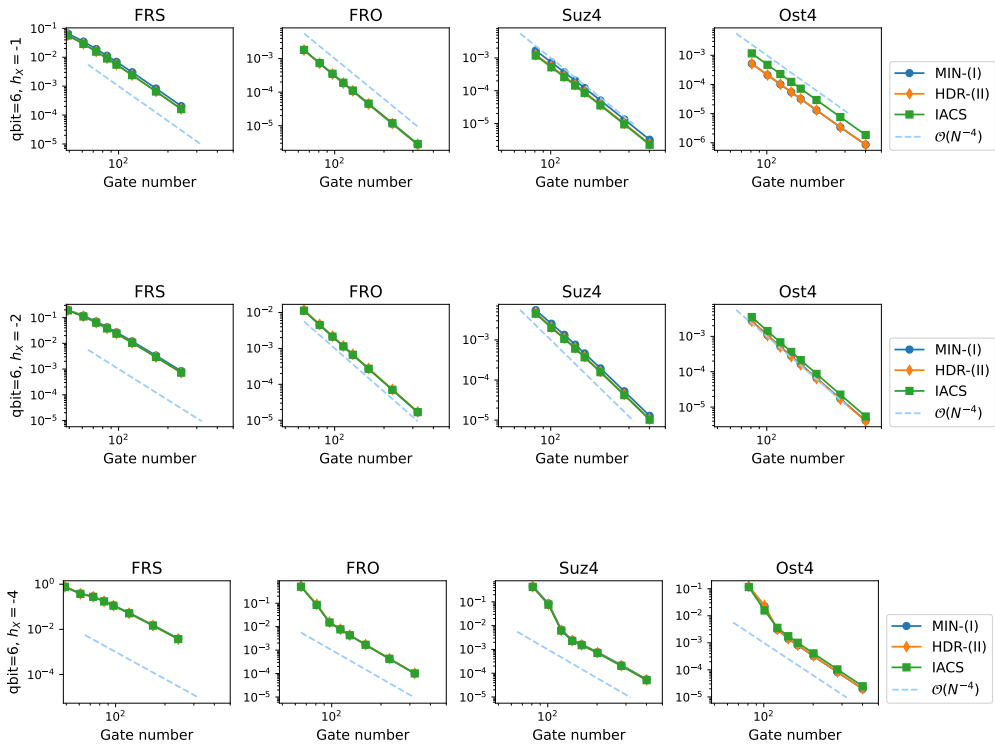 FRS FRO Suz4 Ost4
qbit=6, h_X = -1
10^-1 10^-2 10^-3 10^-4 10^-5
10^-3 10^-4 10^-5
10^-3 10^-4 10^-5
10^-3 10^-4 10^-5 10^-6
10^2 10^2 10^2 10^2
Gate number Gate number Gate number Gate number
MIN-(I)
HDR-(II)
IACS
𝒪(N^-4)
FRS FRO Suz4 Ost4
qbit=6, h_X = -2
10^-1 10^-2 10^-3 10^-4 10^-5
10^-2 10^-3 10^-4 10^-5
10^-3 10^-4 10^-5
10^-3 10^-4 10^-5
10^2 10^2 10^2 10^2
Gate number Gate number Gate number Gate number
MIN-(I)
HDR-(II)
IACS
𝒪(N^-4)
FRS FRO Suz4 Ost4
qbit=6, h_X = -4
10^0 10^-2 10^-4
10^-1 10^-2 10^-3 10^-4 10^-5
10^-1 10^-2 10^-3 10^-4 10^-5
10^-1 10^-2 10^-3 10^-4 10^-5
10^2 10^2 10^2 10^2
Gate number Gate number Gate number Gate number
MIN-(I)
HDR-(II)
IACS
𝒪(N^-4)